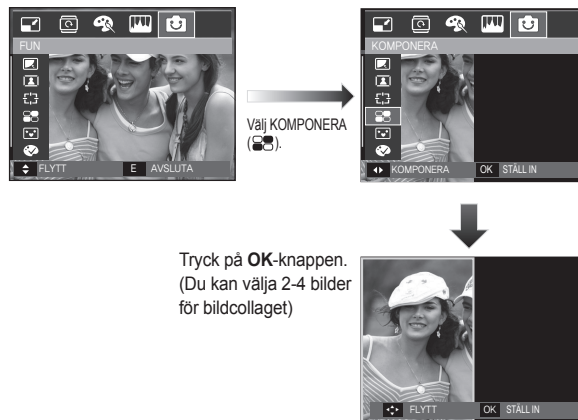 FUN
FLYTT E AVSLUTA
Välj KOMPONERA
( ).
KOMPONERA
KOMPONERA OK STÄLL IN
Tryck på OK-knappen.
(Du kan välja 2-4 bilder
för bildcollaget)
FLYTT OK STÄLL IN